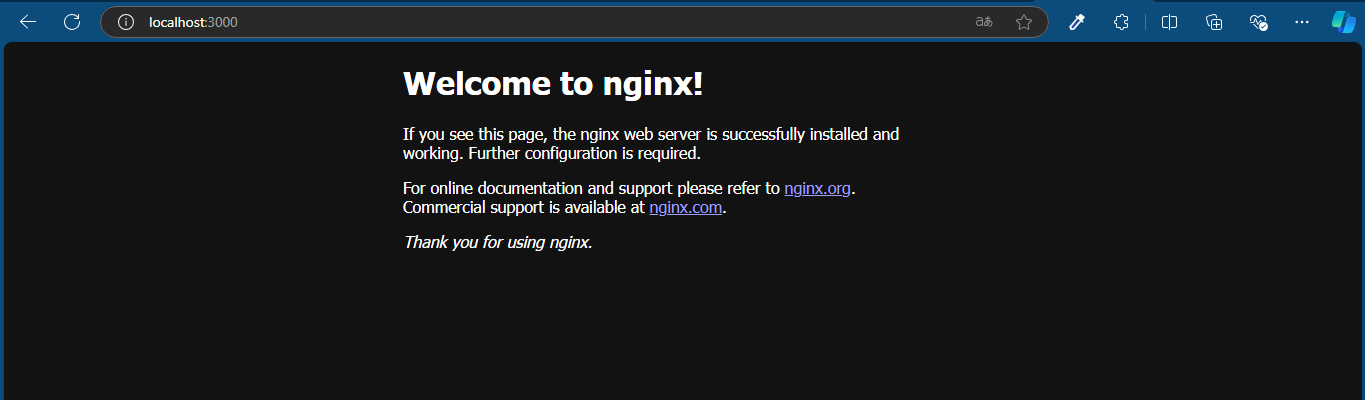 localhost:3000
aあ
Welcome to nginx!
If you see this page, the nginx web server is successfully installed and
working. Further configuration is required.
For online documentation and support please refer to nginx.org.
Commercial support is available at nginx.com.
Thank you for using nginx.